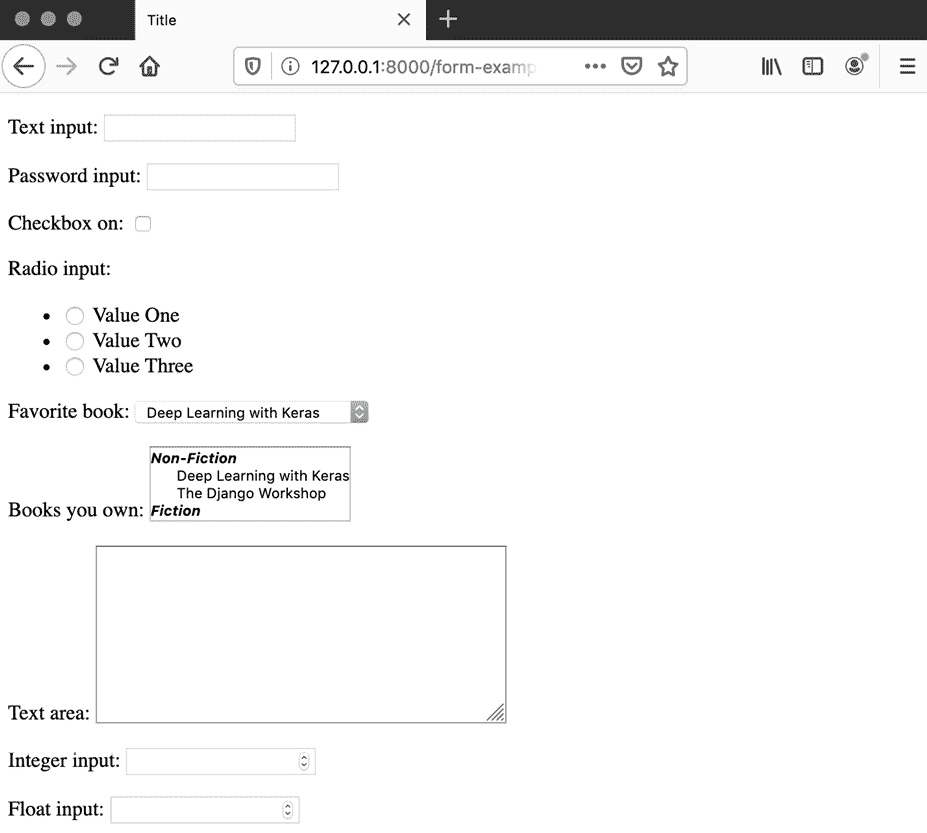 Title
127.0.0.1:8000/form-examp
Text input:
Password input:
Checkbox on:
Radio input:
Value One
Value Two
Value Three
Favorite book: Deep Learning with Keras
Non-Fiction
Deep Learning with Keras
The Django Workshop
Books you own: Fiction
Text area:
Integer input:
Float input: